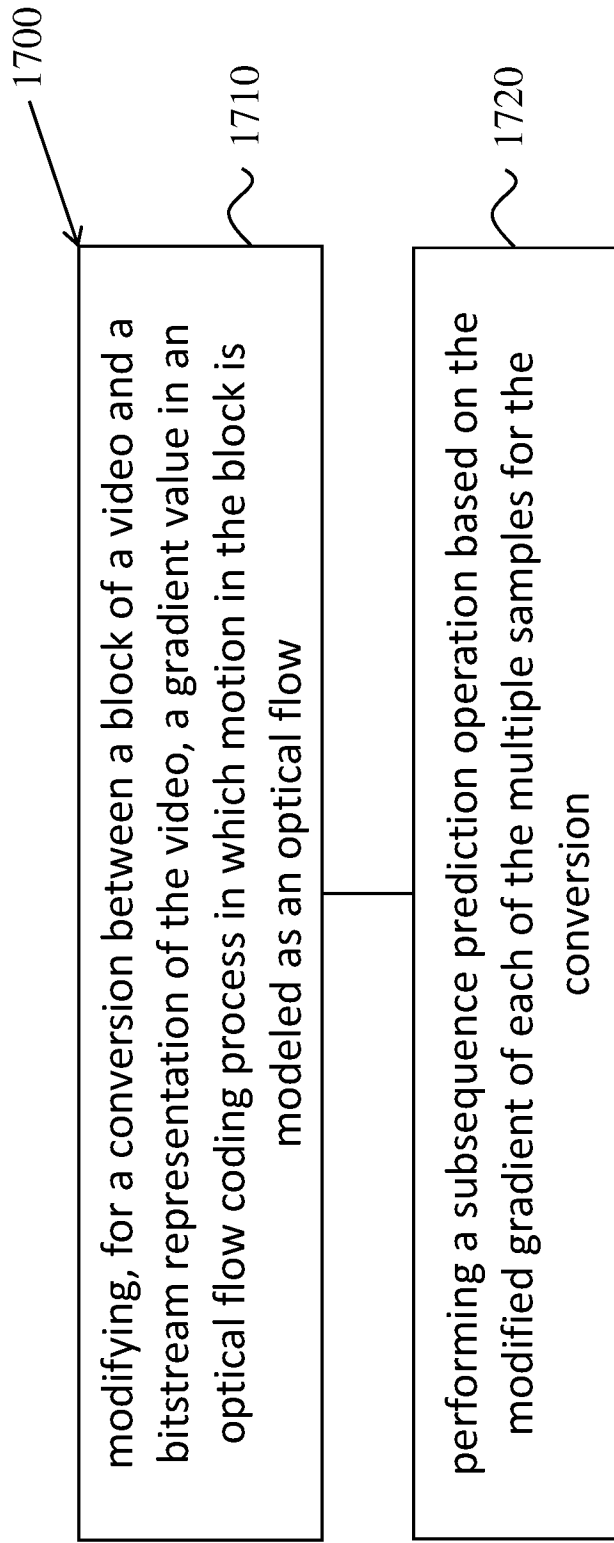 1700
modifying, for a conversion between a block of a video and a
bitstream representation of the video, a gradient value in an
optical flow coding process in which motion in the block is
modeled as an optical flow
1710
performing a subsequence prediction operation based on the
modified gradient of each of the multiple samples for the
conversion
1720